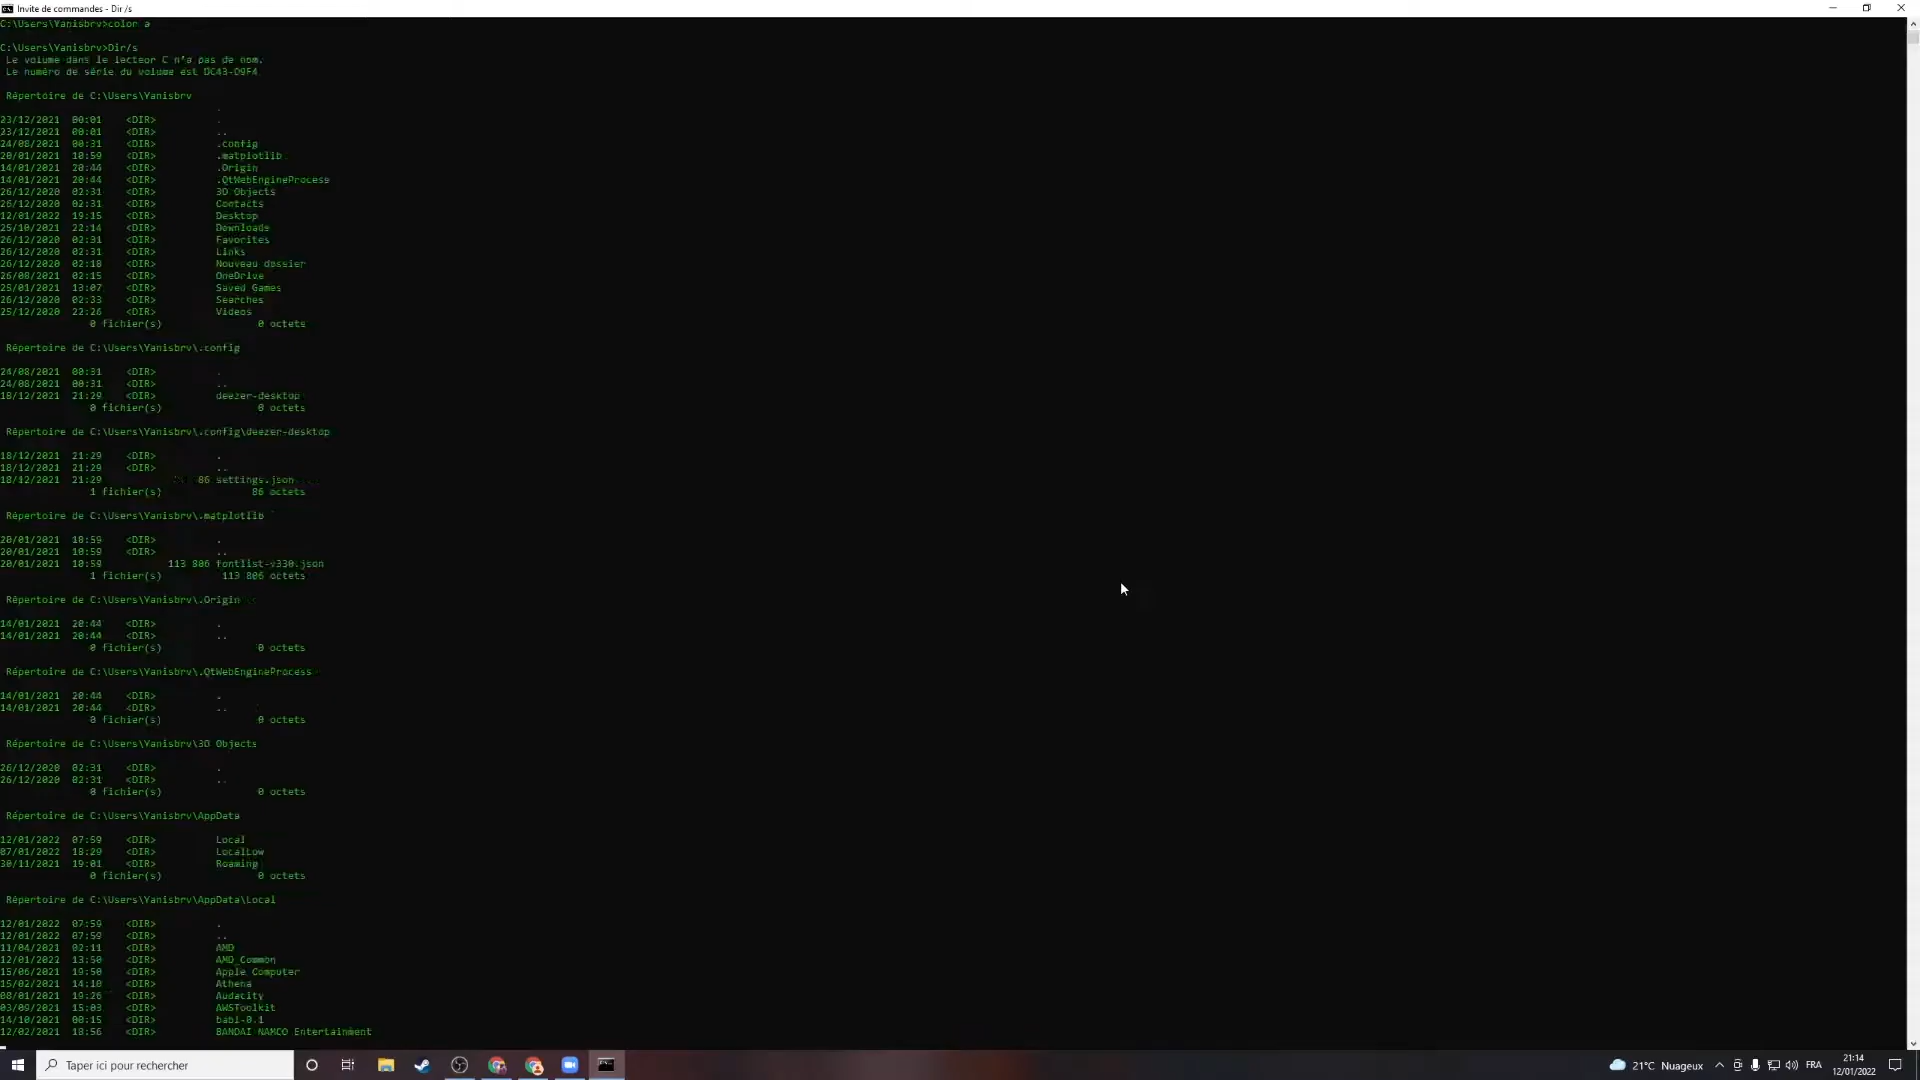 Invite de commandes - Dir /s
C:\Users\Yanisbrv>color a
C:\Users\Yanisbrv>Dir/s
Le volume dans le lecteur C n'a pas de nom.
Le numéro de série du volume est DC43-D9F4
Répertoire de C:\Users\Yanisbrv
23/12/2021 00:01 <DIR> .
23/12/2021 00:01 <DIR> ..
24/08/2021 00:31 <DIR> .config
20/01/2021 10:59 <DIR> .matplotlib
14/01/2021 20:44 <DIR> .Origin
14/01/2021 20:44 <DIR> .QtWebEngineProcess
26/12/2020 02:31 <DIR> 3D Objects
26/12/2020 02:31 <DIR> Contacts
12/01/2022 19:15 <DIR> Desktop
25/10/2021 22:14 <DIR> Downloads
26/12/2020 02:31 <DIR> Favorites
26/12/2020 02:31 <DIR> Links
26/12/2020 02:18 <DIR> Nouveau dossier
26/08/2021 02:15 <DIR> OneDrive
25/01/2021 13:07 <DIR> Saved Games
26/12/2020 02:33 <DIR> Searches
25/12/2020 22:26 <DIR> Videos
0 fichier(s) 0 octets
Répertoire de C:\Users\Yanisbrv\.config
24/08/2021 00:31 <DIR> .
24/08/2021 00:31 <DIR> ..
18/12/2021 21:29 <DIR> deezer-desktop
0 fichier(s) 0 octets
Répertoire de C:\Users\Yanisbrv\.config\deezer-desktop
18/12/2021 21:29 <DIR> .
18/12/2021 21:29 <DIR> ..
18/12/2021 21:29 86 settings.json
1 fichier(s) 86 octets
Répertoire de C:\Users\Yanisbrv\.matplotlib
20/01/2021 10:59 <DIR> .
20/01/2021 10:59 <DIR> ..
20/01/2021 10:59 113 806 fontlist-v330.json
1 fichier(s) 113 806 octets
Répertoire de C:\Users\Yanisbrv\.Origin
14/01/2021 20:44 <DIR> .
14/01/2021 20:44 <DIR> ..
0 fichier(s) 0 octets
Répertoire de C:\Users\Yanisbrv\.QtWebEngineProcess
14/01/2021 20:44 <DIR> .
14/01/2021 20:44 <DIR> ..
0 fichier(s) 0 octets
Répertoire de C:\Users\Yanisbrv\3D Objects
26/12/2020 02:31 <DIR> .
26/12/2020 02:31 <DIR> ..
0 fichier(s) 0 octets
Répertoire de C:\Users\Yanisbrv\AppData
12/01/2022 07:59 <DIR> Local
07/01/2022 18:29 <DIR> LocalLow
30/11/2021 19:01 <DIR> Roaming
0 fichier(s) 0 octets
Répertoire de C:\Users\Yanisbrv\AppData\Local
12/01/2022 07:59 <DIR> .
12/01/2022 07:59 <DIR> ..
11/04/2021 02:11 <DIR> AMD
12/01/2022 13:50 <DIR> AMD_Common
15/06/2021 19:50 <DIR> Apple Computer
15/02/2021 14:10 <DIR> Athena
08/01/2021 19:26 <DIR> Audacity
03/09/2021 15:03 <DIR> AWSToolkit
14/10/2021 00:15 <DIR> babl-0.1
12/02/2021 18:56 <DIR> BANDAI NAMCO Entertainment
Taper ici pour rechercher
21°C Nuageux
FRA
21:14
12/01/2022